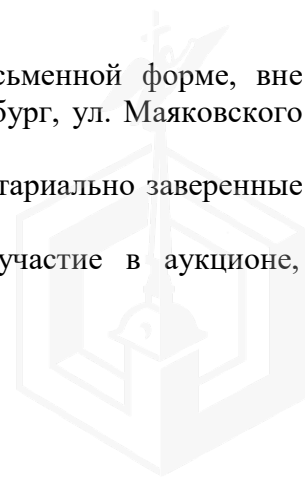 сьменной форме, вне
бург, ул. Маяковского
тариально заверенные
участие в аукционе,